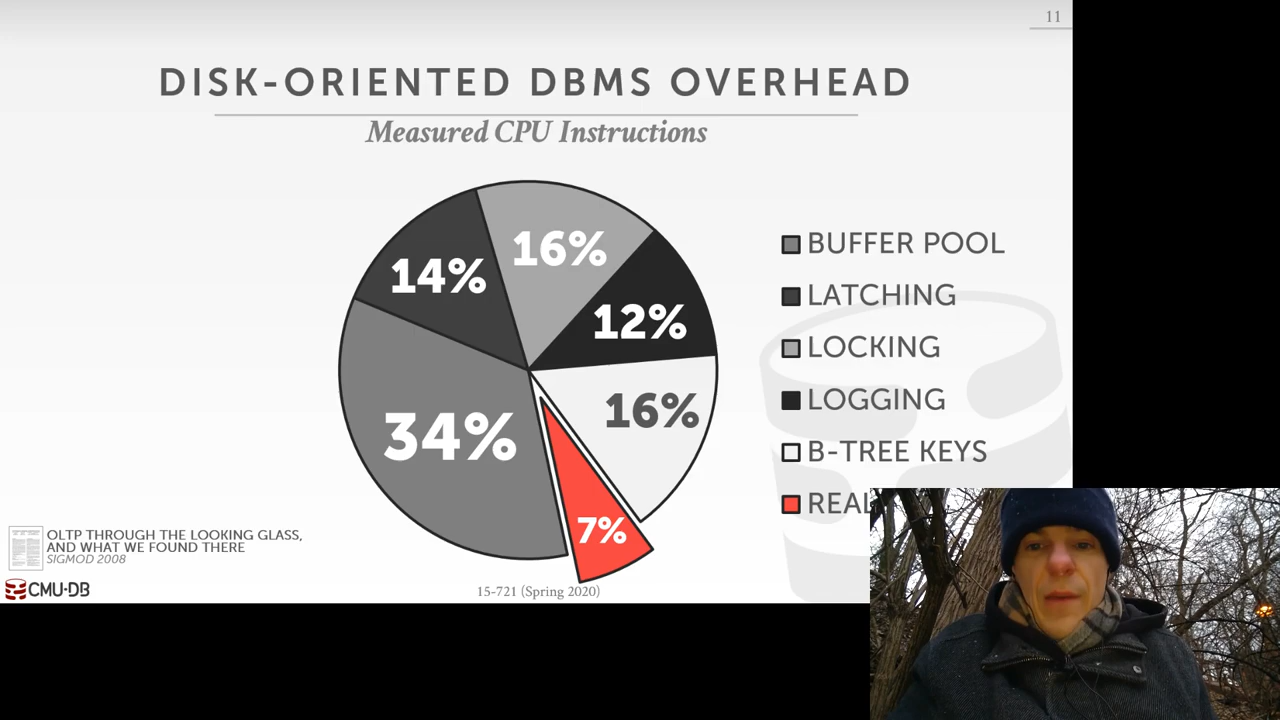 11
DISK-ORIENTED DBMS OVERHEAD
Measured CPU Instructions
16%
14%
12%
16%
34%
7%
BUFFER POOL
LATCHING
LOCKING
LOGGING
B-TREE KEYS
REAL
OLTP THROUGH THE LOOKING GLASS,
AND WHAT WE FOUND THERE
SIGMOD 2008
CMU·DB
15-721 (Spring 2020)